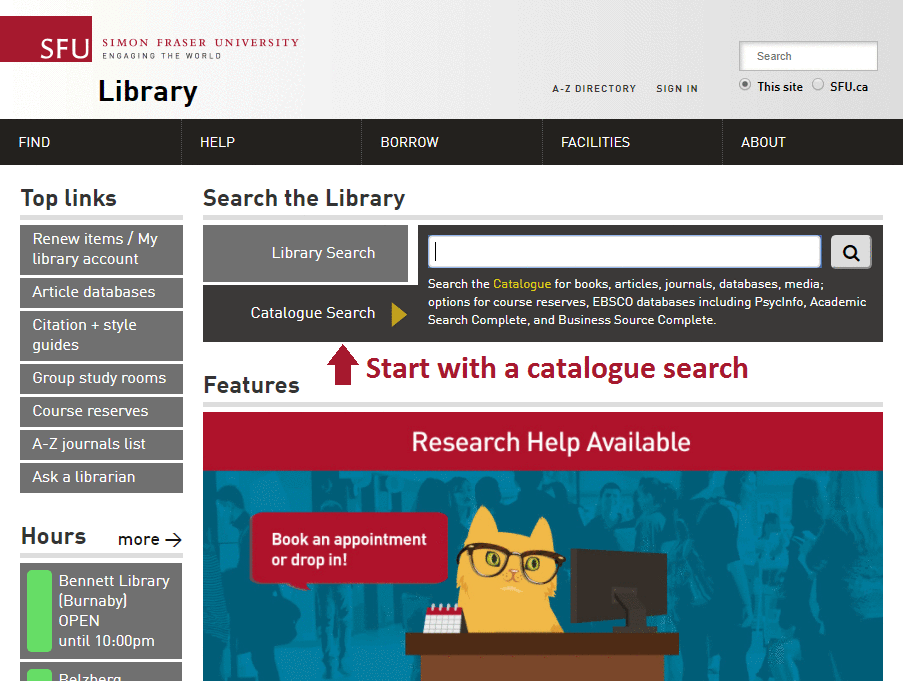 SFU
SIMON FRASER UNIVERSITY
ENGAGING THE WORLD
Library
A-Z DIRECTORY
SIGN IN
Search
This site
SFU.ca
FIND
HELP
BORROW
FACILITIES
ABOUT
Top links
Renew items / My
library account
Article databases
Citation + style
guides
Group study rooms
Course reserves
A-Z journals list
Ask a librarian
Hours
more →
Bennett Library
(Burnaby)
OPEN
until 10:00pm
Belzberg
Search the Library
Library Search
Catalogue Search
Search the Catalogue for books, articles, journals, databases, media;
options for course reserves, EBSCO databases including PsycInfo, Academic
Search Complete, and Business Source Complete.
Start with a catalogue search
Features
Research Help Available
Book an appointment
or drop in!